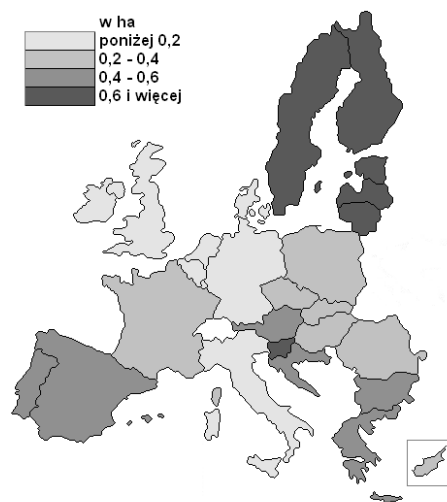 w ha
poniżej 0,2
0,2 - 0,4
0,4 - 0,6
0,6 i więcej